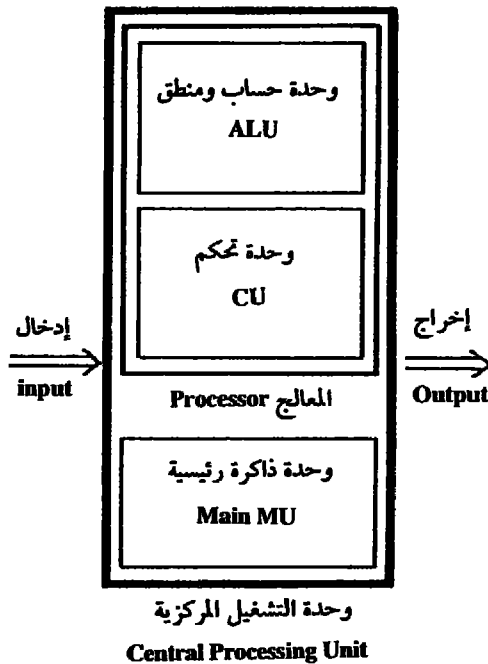 وحدة حساب ومنطق
ALU
وحدة تحكم
CU
إدخال
input
إخراج
Output
المعالج Processor
وحدة ذاكرة رئيسية
Main MU
وحدة التشغيل المركزية
Central Processing Unit